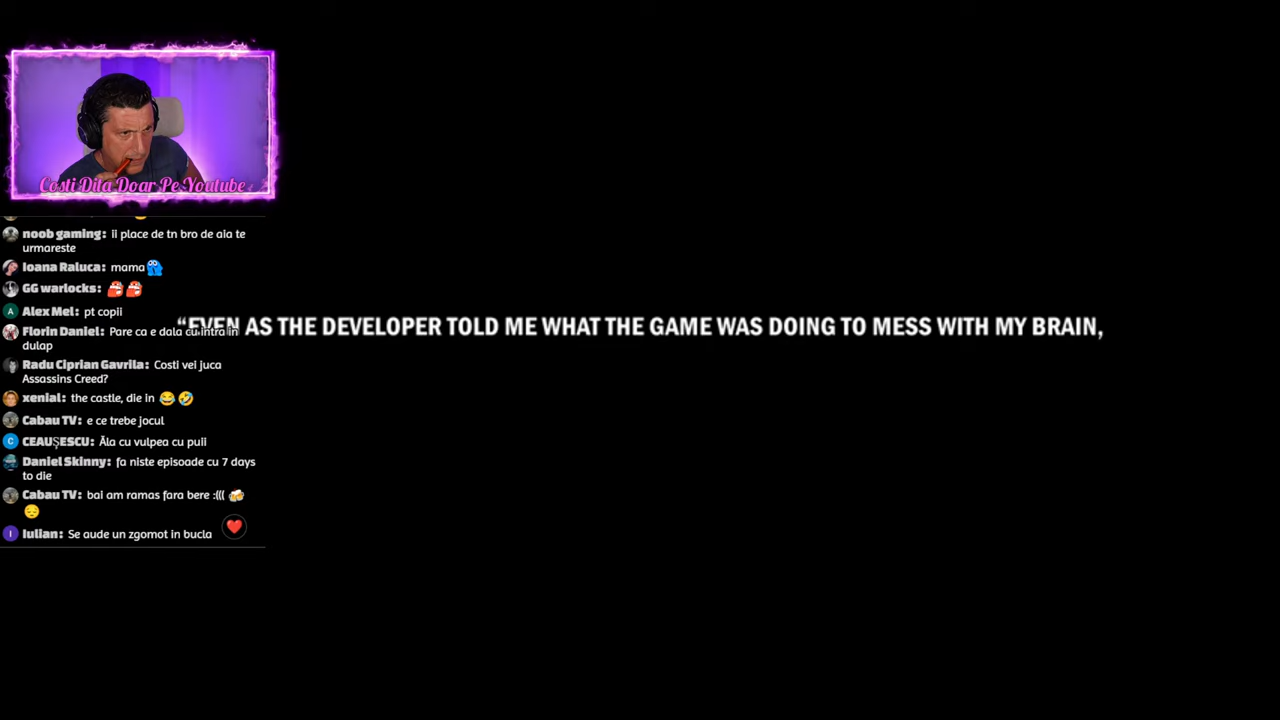 Costi Dita Doar Pe Youtube
noob gaming: ii place de tn bro de aia te
urmareste
Ioana Raluca: mama
GG warlocks:
Alex Mel: pt copii
Florin Daniel: Pare ca e dala cu intra in
dulap
“EVEN AS THE DEVELOPER TOLD ME WHAT THE GAME WAS DOING TO MESS WITH MY BRAIN,
Radu Ciprian Gavrila: Costi vei juca
Assassins Creed?
xenial: the castle, die in
Cabau TV: e ce trebe jocul
C CEAUȘESCU: Ăla cu vulpea cu puii
Daniel Skinny: fa niste episoade cu 7 days
to die
Cabau TV: bai am ramas fara bere :(((
I Iulian: Se aude un zgomot in bucla